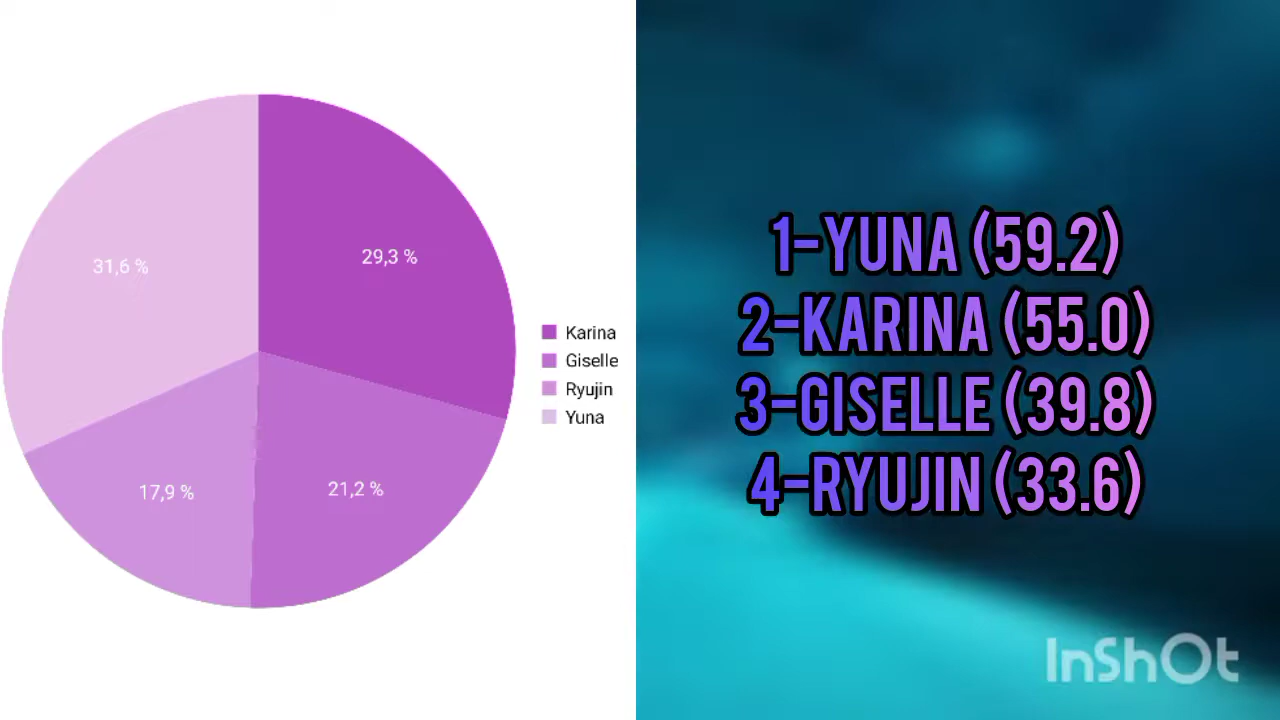 31,6 %
29,3 %
17,9 %
21,2 %
Karina
Giselle
Ryujin
Yuna
1-YUNA (59.2)
2-KARINA (55.0)
3-GISELLE (39.8)
4-RYUJIN (33.6)
InShOt